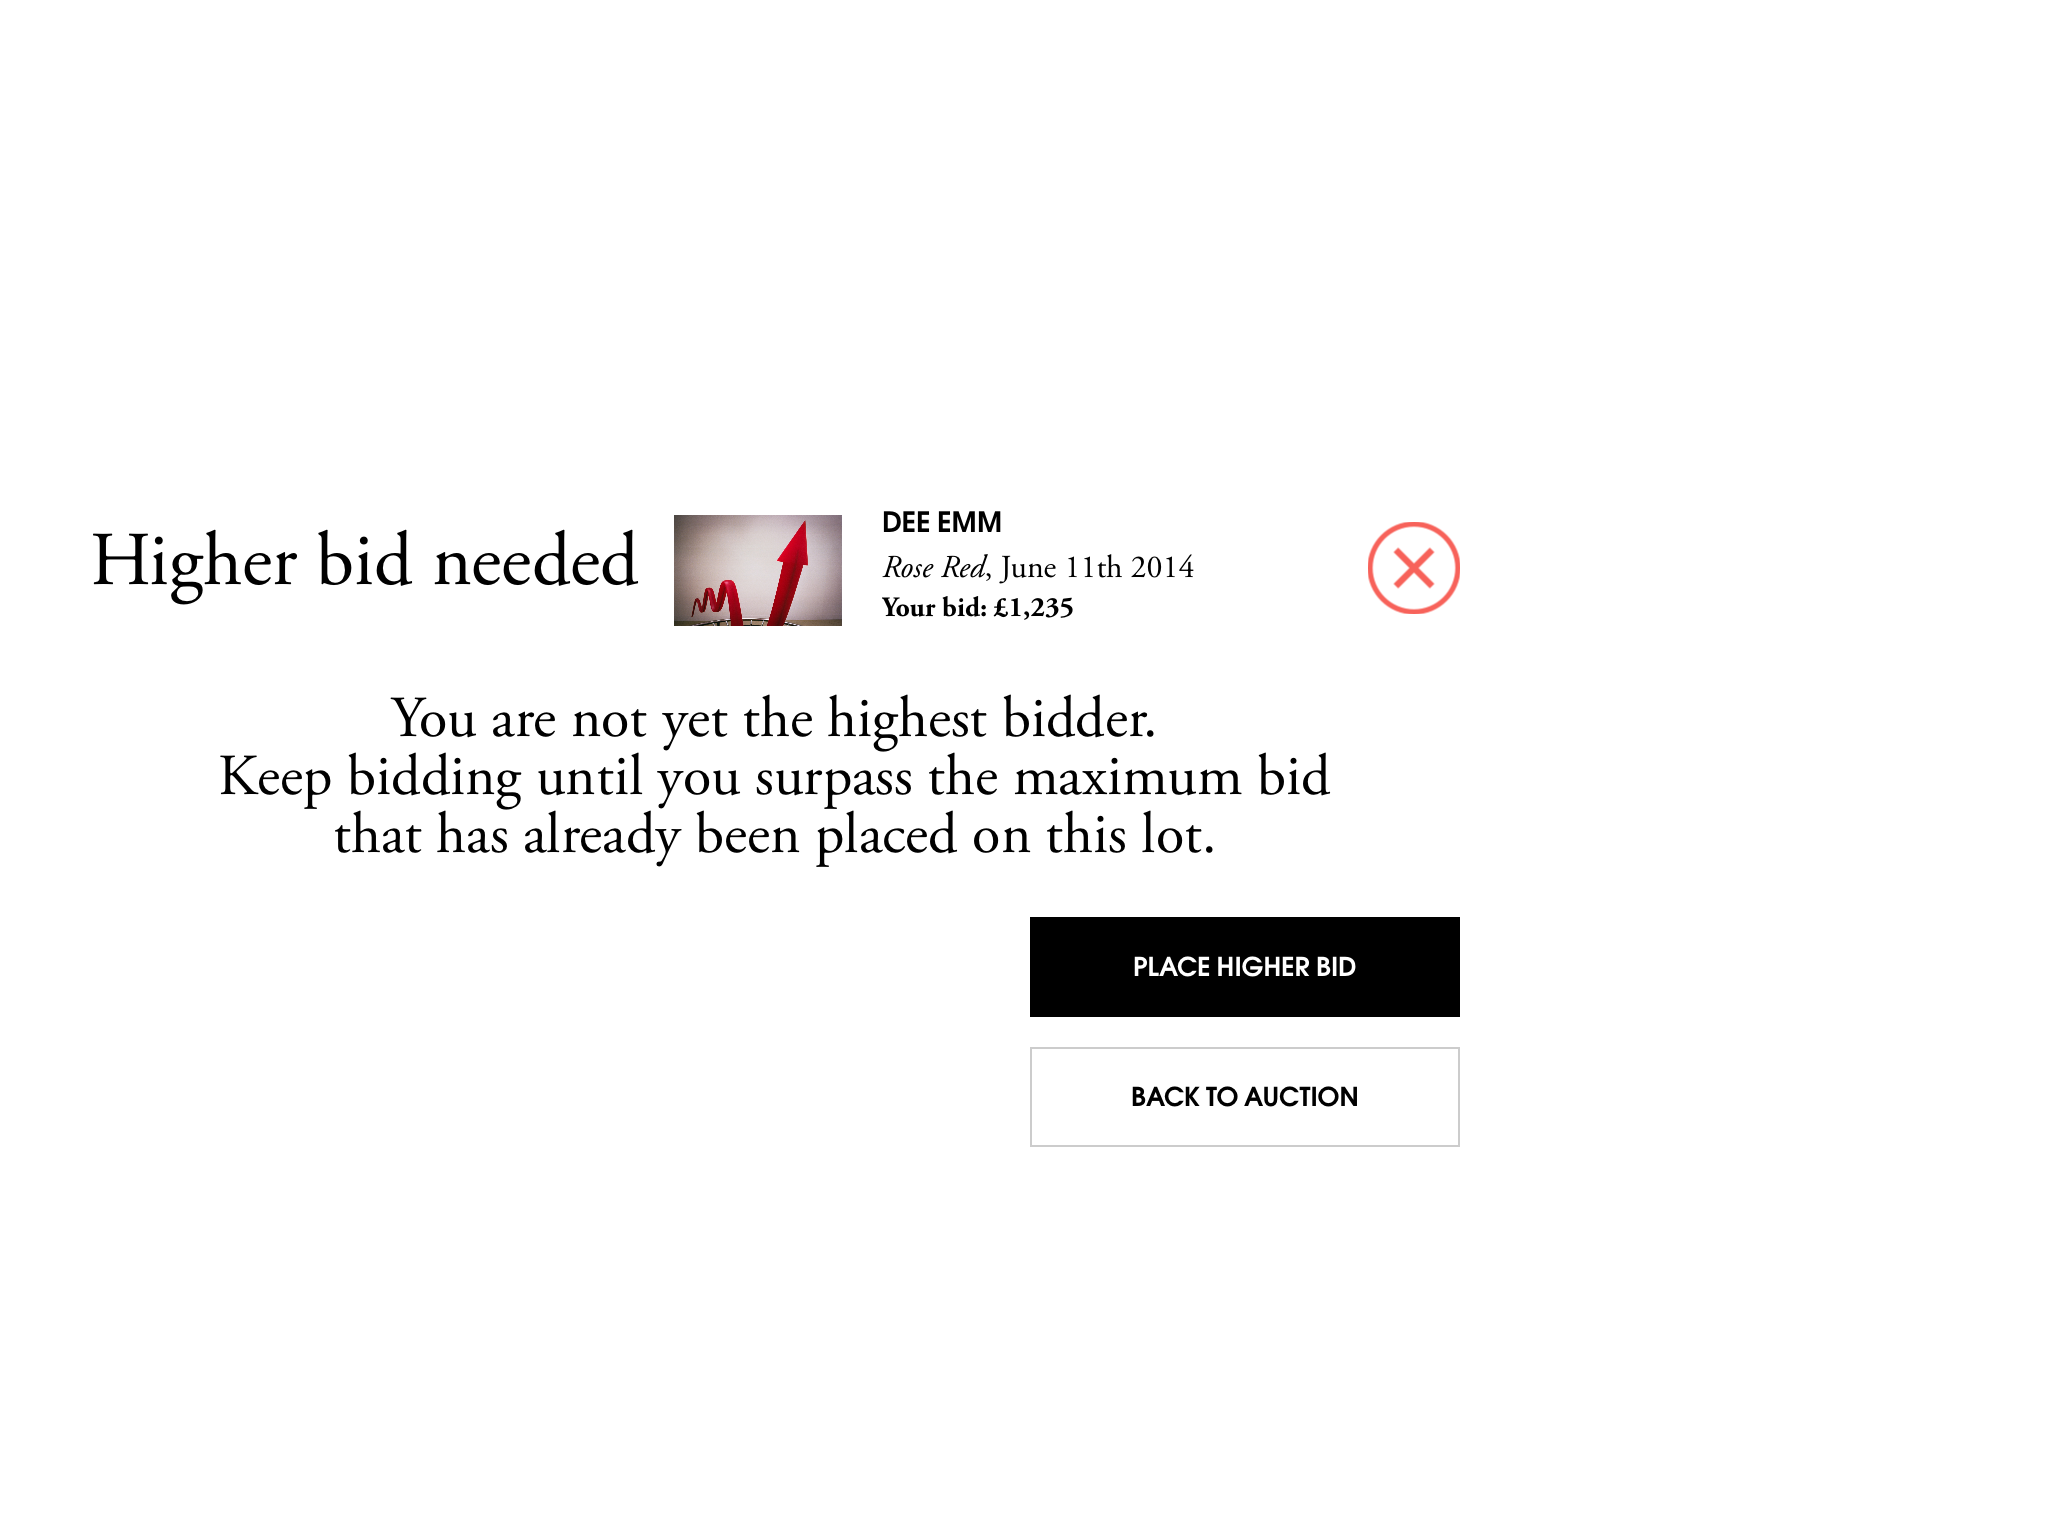 Higher bid needed
DEE EMM
Rose Red, June 11th 2014
Your bid: £1,235
You are not yet the highest bidder.
Keep bidding until you surpass the maximum bid
that has already been placed on this lot.
PLACE HIGHER BID
BACK TO AUCTION